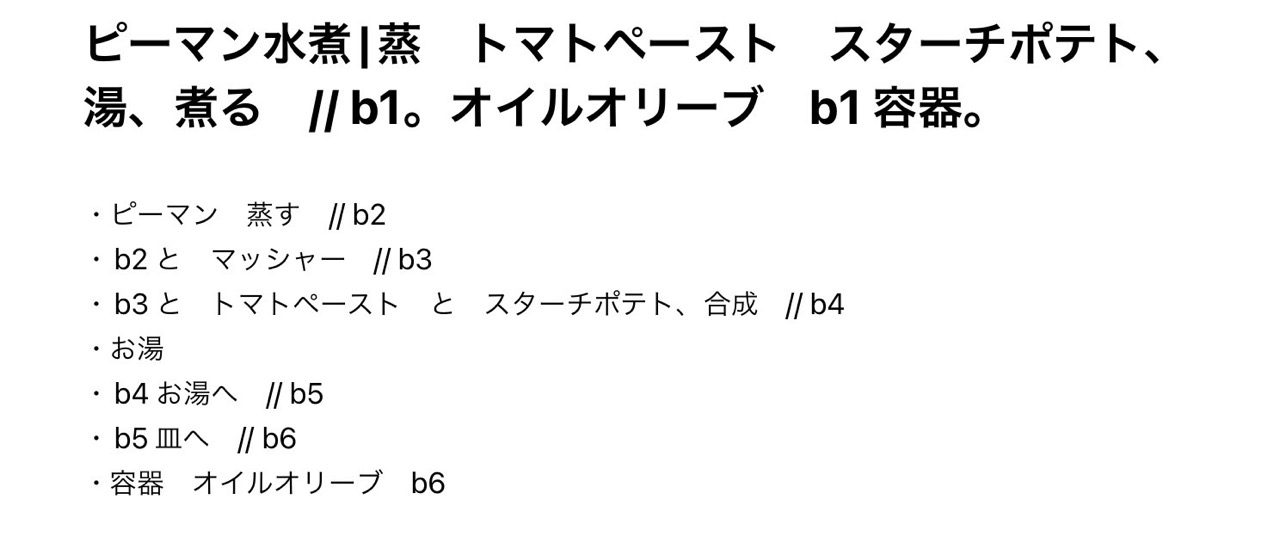 ピーマン水煮|蒸　トマトペースト　スターチポテト、
湯、煮る　// b1。オイルオリーブ　b1 容器。
・ピーマン　蒸す　// b2
・ b2 と　マッシャー　// b3
・ b3 と　トマトペースト　と　スターチポテト、合成　// b4
・お湯
・ b4 お湯へ　// b5
・ b5 皿へ　// b6
・容器　オイルオリーブ　b6